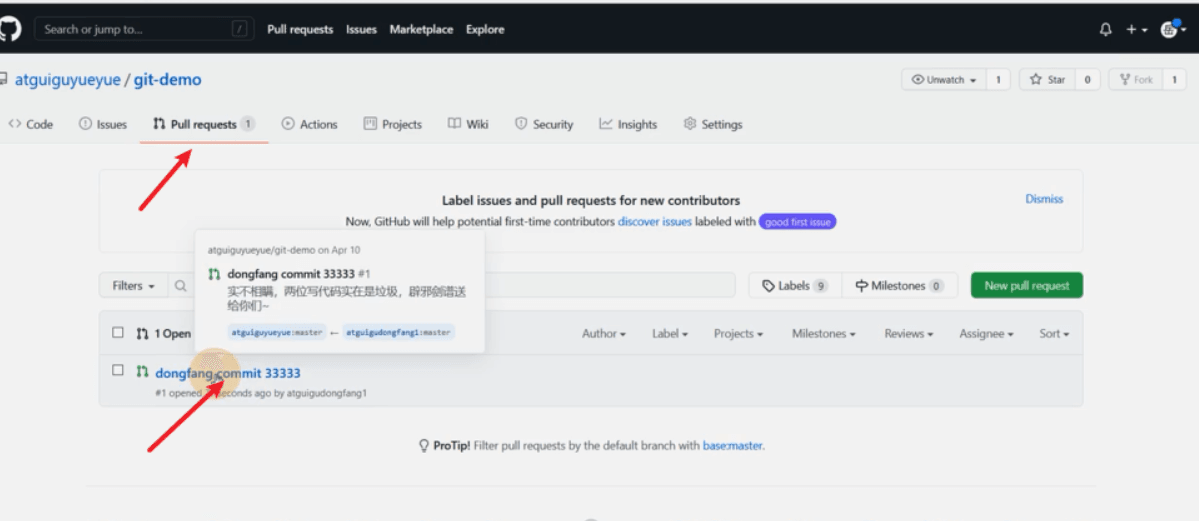 Search or jump to... / Pull requests Issues Marketplace Explore
atguiguyueyue / git-demo Unwatch 1 Star 0 Fork 1
Code Issues Pull requests 1 Actions Projects Wiki Security Insights Settings
Label issues and pull requests for new contributors Dismiss
Now, GitHub will help potential first-time contributors discover issues labeled with good first issue
atguiguyueyue/git-demo on Apr 10
dongfang commit 33333 #1
实不相瞒，两位写代码实在是垃圾，辟邪剑谱送
给你们~
atguiguyueyue:master ← atguigudongfang1:master
Filters Labels 9 Milestones 0 New pull request
1 Open Author Label Projects Milestones Reviews Assignee Sort
dongfang commit 33333
#1 opened seconds ago by atguigudongfang1
ProTip! Filter pull requests by the default branch with base:master.